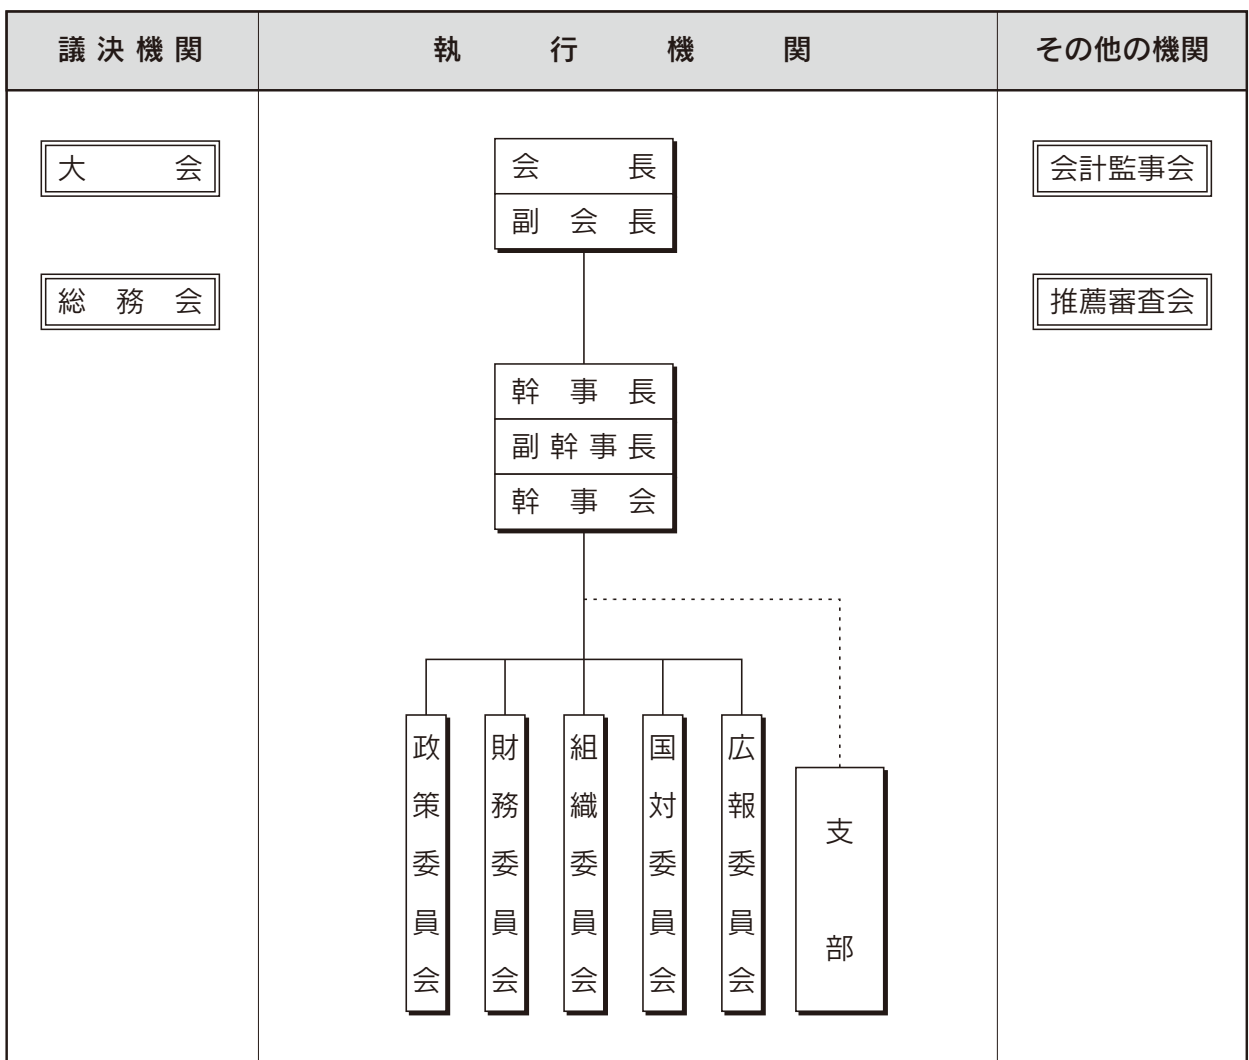 議決機関
執行機関
その他の機関
大会
総務会
会長
副会長
幹事長
副幹事長
幹事会
政策委員会
財務委員会
組織委員会
国対委員会
広報委員会
支部
会計監事会
推薦審査会